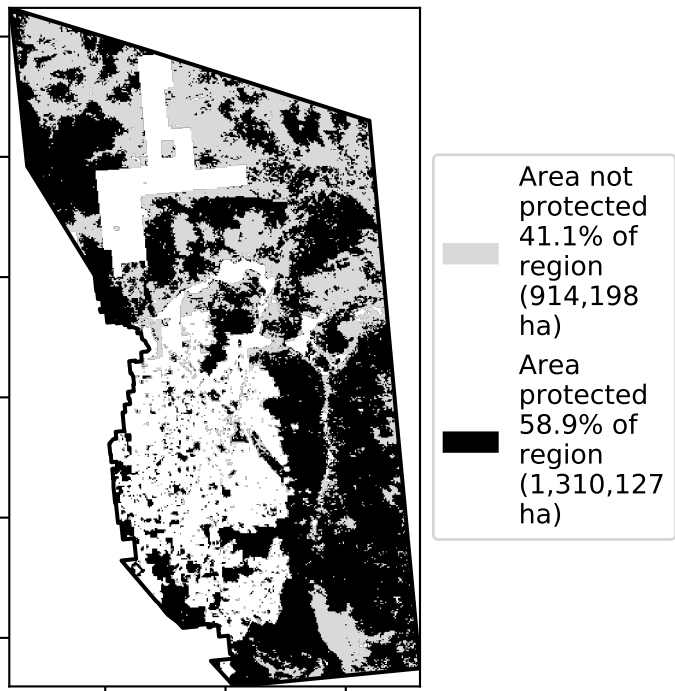 Area not
protected
41.1% of
region
(914,198
ha)
Area
protected
58.9% of
region
(1,310,127
ha)